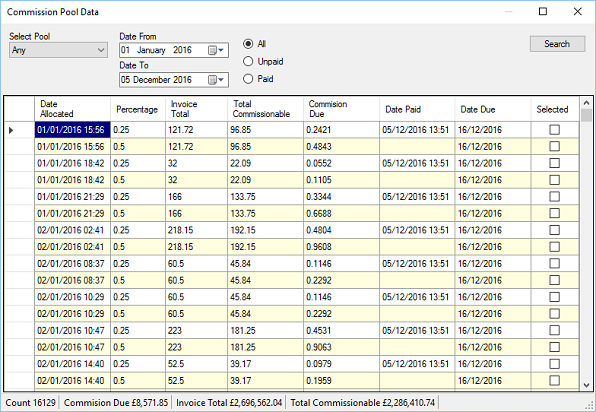 Commission Pool Data
Select Pool
Any
Date From
01 January 2016
Date To
05 December 2016
All
Unpaid
Paid
Search
Date Allocated Percentage Invoice Total Total Commissionable Commision Due Date Paid Date Due Selected
01/01/2016 15:56 0.25 121.72 96.85 0.2421 05/12/2016 13:51 16/12/2016
01/01/2016 15:56 0.5 121.72 96.85 0.4843 16/12/2016
01/01/2016 18:42 0.25 32 22.09 0.0552 05/12/2016 13:51 16/12/2016
01/01/2016 18:42 0.5 32 22.09 0.1105 16/12/2016
01/01/2016 21:29 0.25 166 133.75 0.3344 05/12/2016 13:51 16/12/2016
01/01/2016 21:29 0.5 166 133.75 0.6688 16/12/2016
02/01/2016 02:41 0.25 218.15 192.15 0.4804 05/12/2016 13:51 16/12/2016
02/01/2016 02:41 0.5 218.15 192.15 0.9608 16/12/2016
02/01/2016 08:37 0.25 60.5 45.84 0.1146 05/12/2016 13:51 16/12/2016
02/01/2016 08:37 0.5 60.5 45.84 0.2292 16/12/2016
02/01/2016 10:29 0.25 60.5 45.84 0.1146 05/12/2016 13:51 16/12/2016
02/01/2016 10:29 0.5 60.5 45.84 0.2292 16/12/2016
02/01/2016 10:47 0.25 223 181.25 0.4531 05/12/2016 13:51 16/12/2016
02/01/2016 10:47 0.5 223 181.25 0.9063 16/12/2016
02/01/2016 14:40 0.25 52.5 39.17 0.0979 05/12/2016 13:51 16/12/2016
02/01/2016 14:40 0.5 52.5 39.17 0.1959 16/12/2016
Count 16129 Commision Due £8,571.85 Invoice Total £2,696,562.04 Total Commissionable £2,286,410.74